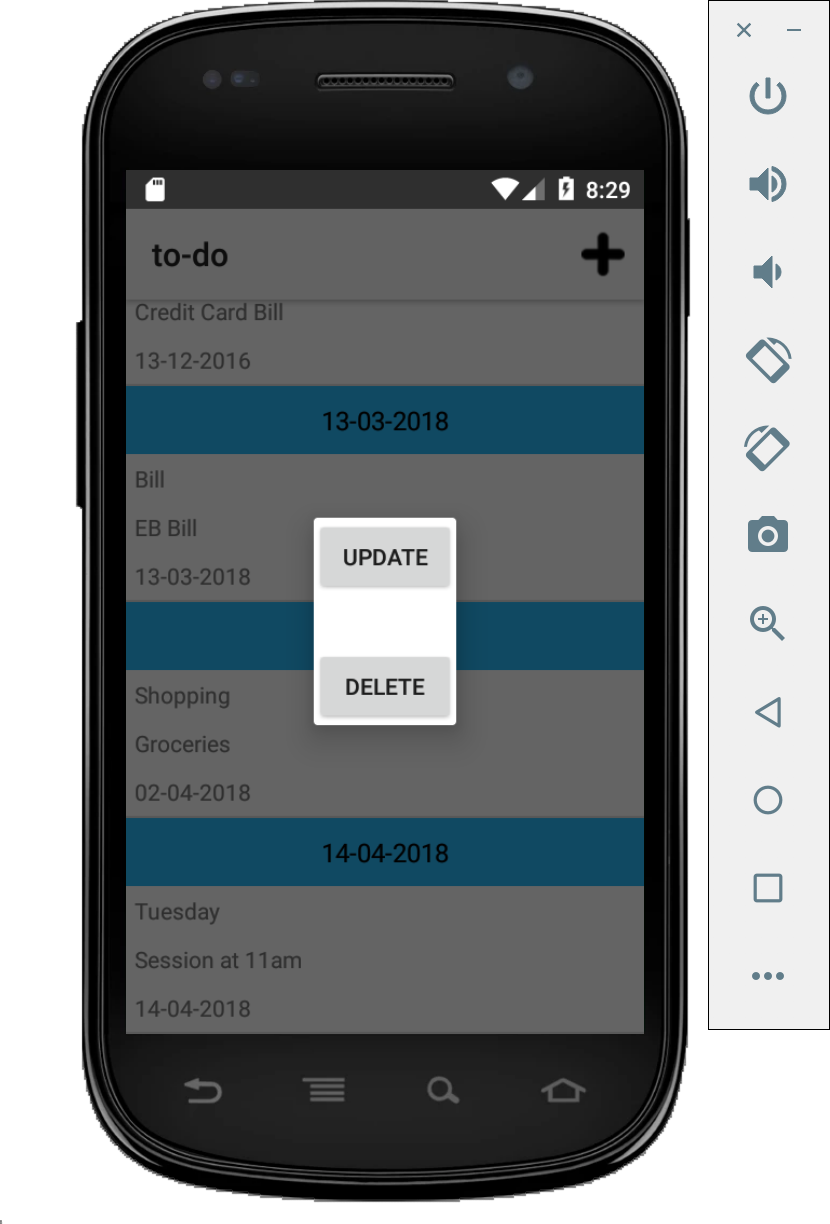 8:29
to-do
Credit Card Bill
13-12-2016
13-03-2018
Bill
EB Bill
13-03-2018
UPDATE
DELETE
Shopping
Groceries
02-04-2018
14-04-2018
Tuesday
Session at 11am
14-04-2018